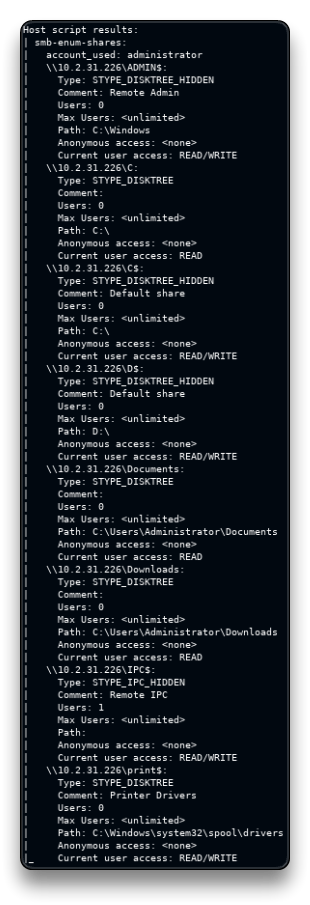 Host script results:
| smb-enum-shares:
|   account_used: administrator
|   \\10.2.31.226\ADMIN$:
|     Type: STYPE_DISKTREE_HIDDEN
|     Comment: Remote Admin
|     Users: 0
|     Max Users: <unlimited>
|     Path: C:\Windows
|     Anonymous access: <none>
|     Current user access: READ/WRITE
|   \\10.2.31.226\C:
|     Type: STYPE_DISKTREE
|     Comment:
|     Users: 0
|     Max Users: <unlimited>
|     Path: C:\
|     Anonymous access: <none>
|     Current user access: READ
|   \\10.2.31.226\C$:
|     Type: STYPE_DISKTREE_HIDDEN
|     Comment: Default share
|     Users: 0
|     Max Users: <unlimited>
|     Path: C:\
|     Anonymous access: <none>
|     Current user access: READ/WRITE
|   \\10.2.31.226\D$:
|     Type: STYPE_DISKTREE_HIDDEN
|     Comment: Default share
|     Users: 0
|     Max Users: <unlimited>
|     Path: D:\
|     Anonymous access: <none>
|     Current user access: READ/WRITE
|   \\10.2.31.226\Documents:
|     Type: STYPE_DISKTREE
|     Comment:
|     Users: 0
|     Max Users: <unlimited>
|     Path: C:\Users\Administrator\Documents
|     Anonymous access: <none>
|     Current user access: READ
|   \\10.2.31.226\Downloads:
|     Type: STYPE_DISKTREE
|     Comment:
|     Users: 0
|     Max Users: <unlimited>
|     Path: C:\Users\Administrator\Downloads
|     Anonymous access: <none>
|     Current user access: READ
|   \\10.2.31.226\IPC$:
|     Type: STYPE_IPC_HIDDEN
|     Comment: Remote IPC
|     Users: 1
|     Max Users: <unlimited>
|     Path:
|     Anonymous access: <none>
|     Current user access: READ/WRITE
|   \\10.2.31.226\print$:
|     Type: STYPE_DISKTREE
|     Comment: Printer Drivers
|     Users: 0
|     Max Users: <unlimited>
|     Path: C:\Windows\system32\spool\drivers
|     Anonymous access: <none>
|_    Current user access: READ/WRITE